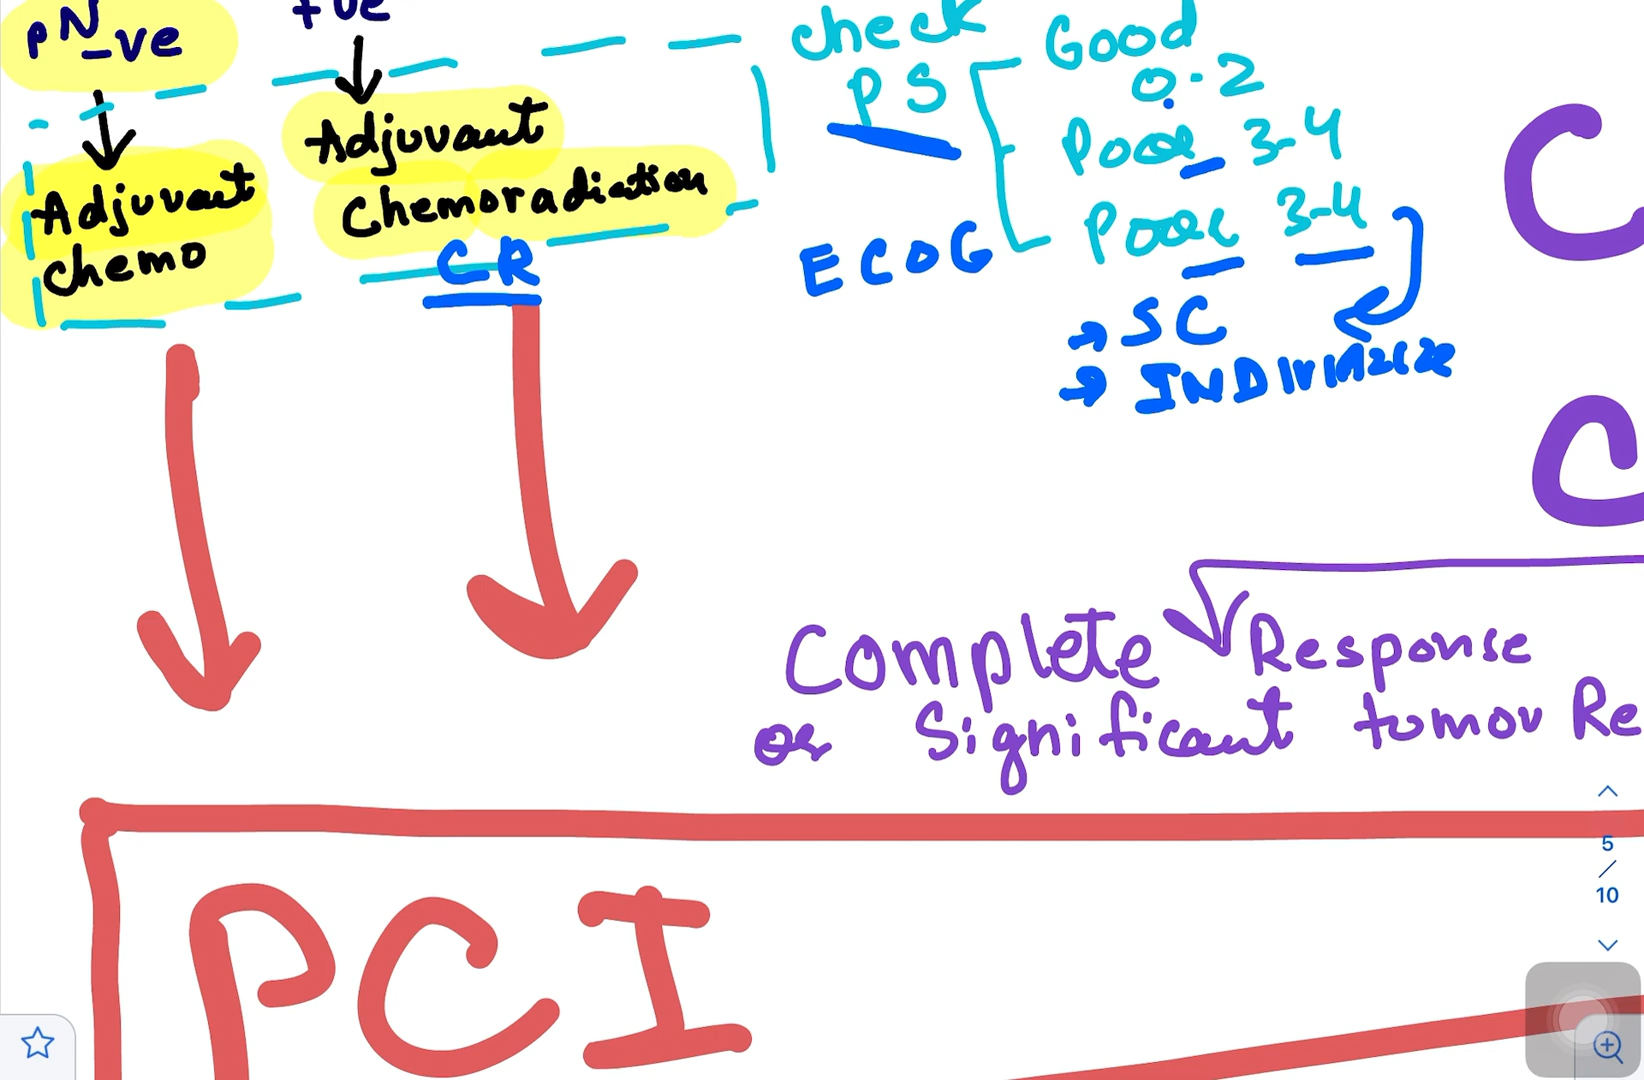 pN -ve
+ve
Adjuvant
chemo
Adjuvant
Chemoradiation
CR
check
PS
Good
0-2
Poor 3-4
Poor 3-4
ECOG
→ SC
→
C
C
Complete Response
or Significant tumor Re
PCI
5
/
10